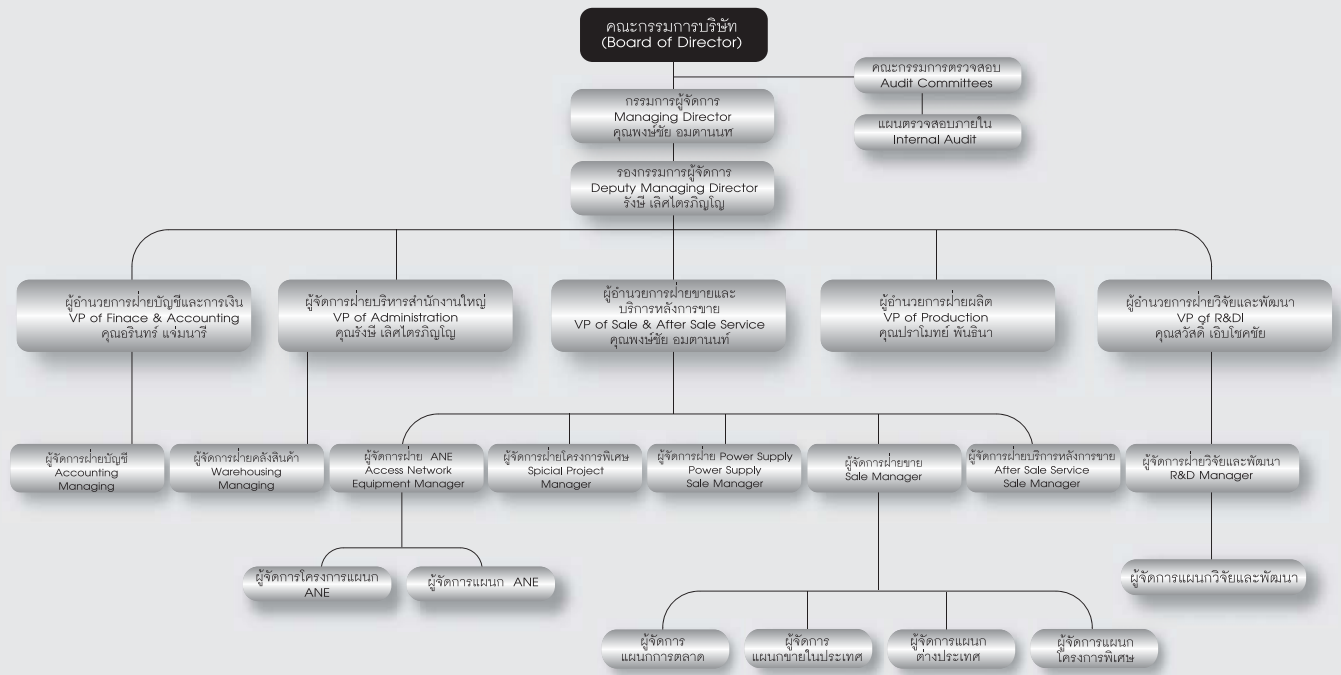 คณะกรรมการบริษัท
(Board of Director)
คณะกรรมการตรวจสอบ
Audit Committees
กรรมการผู้จัดการ
Managing Director
คุณพงษ์ชัย อมตานนท
แผนตรวจสอบภายใน
Internal Audit
รองกรรมการผู้จัดการ
Deputy Managing Director
รังษี เลิศไตรภิญโญ
ผู้อำนวยการฝ่ายบัญชีและการเงิน
VP of Finace & Accounting
คุณอรินทร์ แจ่มนารี
ผู้จัดการฝ่ายบริหารสำนักงานใหญ่
VP of Administration
คุณรังษี เลิศไตรภิญโญ
ผู้อำนวยการฝ่ายขายและ
บริการหลังการขาย
VP of Sale & After Sale Service
คุณพงษ์ชัย อมตานนท์
ผู้อำนวยการฝ่ายผลิต
VP of Production
คุณปราโมทย์ พันธินา
ผู้อำนวยการฝ่ายวิจัยและพัฒนา
VP of R&DI
คุณสวัสดิ์ เอิบโชคชัย
ผู้จัดการฝ่ายบัญชี
Accounting
Managing
ผู้จัดการฝ่ายคลังสินค้า
Warehousing
Managing
ผู้จัดการฝ่าย ANE
Access Network
Equipment Manager
ผู้จัดการฝ่ายโครงการพิเศษ
Spicial Project
Manager
ผู้จัดการฝ่าย Power Supply
Power Supply
Sale Manager
ผู้จัดการฝ่ายขาย
Sale Manager
ผู้จัดการฝ่ายบริการหลังการขาย
After Sale Service
Sale Manager
ผู้จัดการฝ่ายวิจัยและพัฒนา
R&D Manager
ผู้จัดการโครงการแผนก
ANE
ผู้จัดการแผนก ANE
ผู้จัดการแผนกวิจัยและพัฒนา
ผู้จัดการ
แผนกการตลาด
ผู้จัดการ
แผนกขายในประเทศ
ผู้จัดการแผนก
ต่างประเทศ
ผู้จัดการแผนก
โครงการพิเศษ